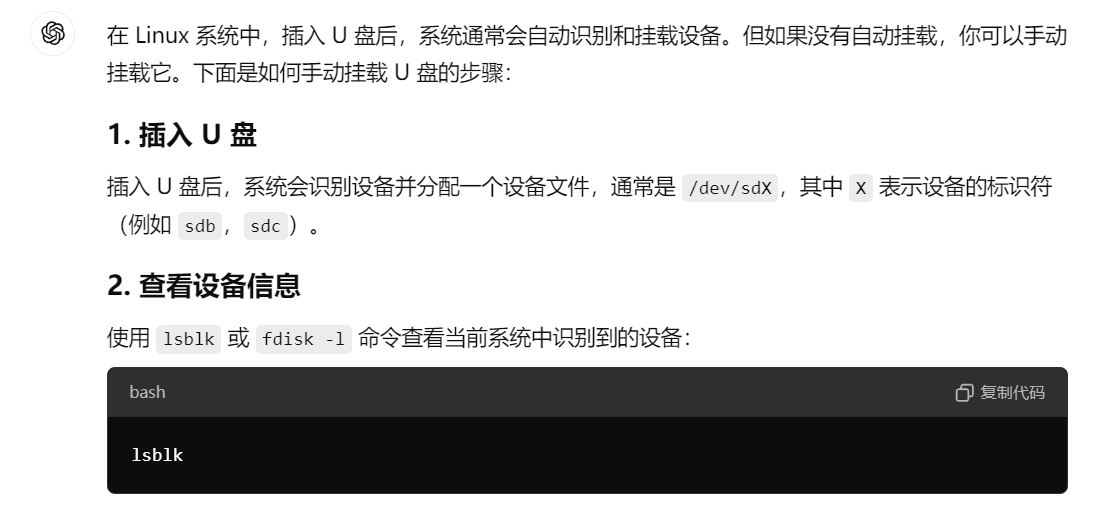 在 Linux 系统中，插入 U 盘后，系统通常会自动识别和挂载设备。但如果没有自动挂载，你可以手动
挂载它。下面是如何手动挂载 U 盘的步骤：
1. 插入 U 盘
插入 U 盘后，系统会识别设备并分配一个设备文件，通常是 /dev/sdX，其中 X 表示设备的标识符
（例如 sdb，sdc）。
2. 查看设备信息
使用 lsblk 或 fdisk -l 命令查看当前系统中识别到的设备：
bash 复制代码
lsblk